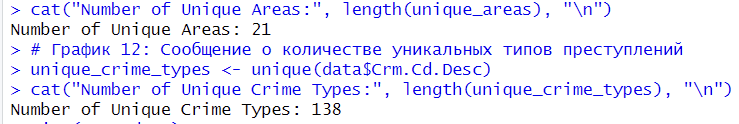 > cat("Number of Unique Areas:", length(unique_areas), "\n")
Number of Unique Areas: 21
> # График 12: Сообщение о количестве уникальных типов преступлений
> unique_crime_types <- unique(data$Crm.Cd.Desc)
> cat("Number of Unique Crime Types:", length(unique_crime_types), "\n")
Number of Unique Crime Types: 138